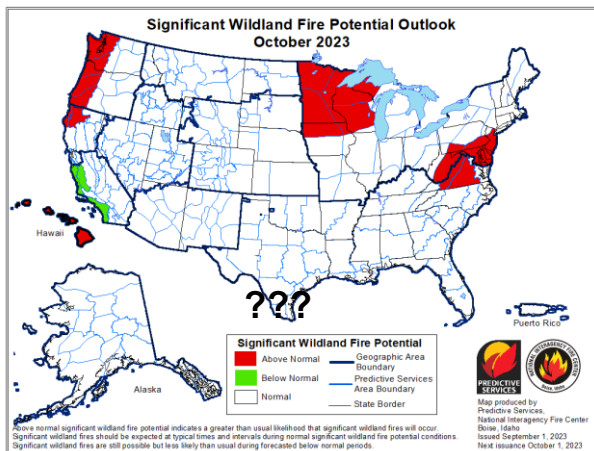 Significant Wildland Fire Potential Outlook
October 2023
Hawaii
???
Puerto Rico
Alaska
Significant Wildland Fire Potential
Above Normal
Below Normal
Normal
Geographic Area
Boundary
Predictive Services
Area Boundary
State Border
PREDICTIVE
SERVICES
NATIONAL INTERAGENCY FIRE CENTER
BOISE, IDAHO
Map produced by
Predictive Services,
National Interagency Fire Center
Boise, Idaho
Issued September 1, 2023
Next issuance October 1, 2023
Above normal significant wildland fire potential indicates a greater than usual likelihood that significant wildland fires will occur.
Significant wildland fires should be expected at typical times and intervals during normal significant wildland fire potential conditions.
Significant wildland fires are still possible but less likely than usual during forecasted below normal periods.